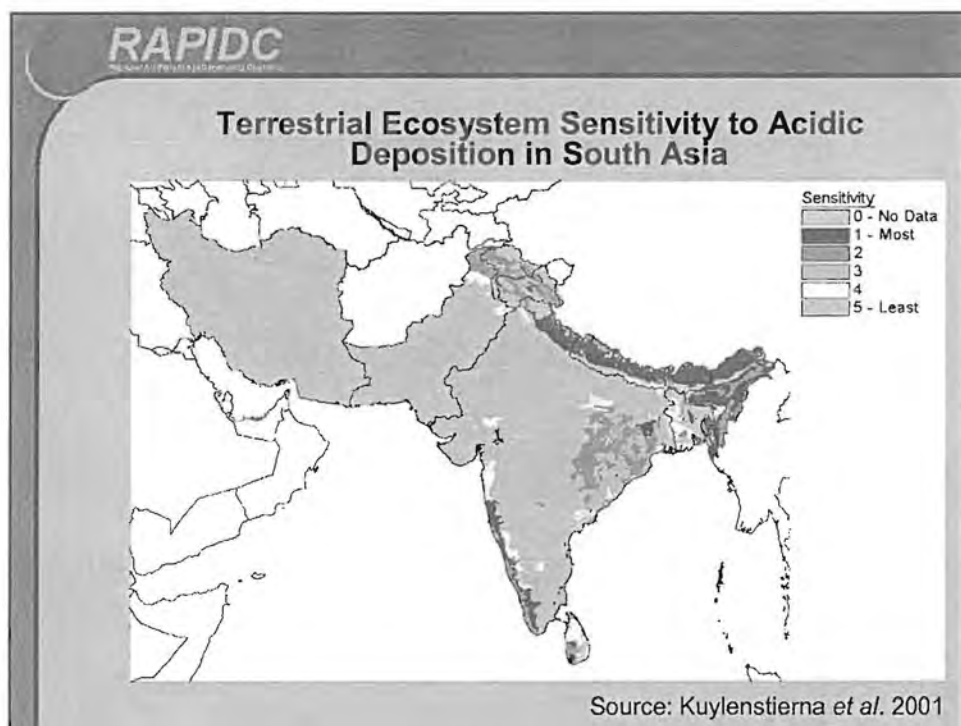 RAPIDC
Terrestrial Ecosystem Sensitivity to Acidic
Deposition in South Asia
Sensitivity
0 - No Data
1 - Most
2
3
4
5 - Least
Source: Kuylenstierna et al. 2001